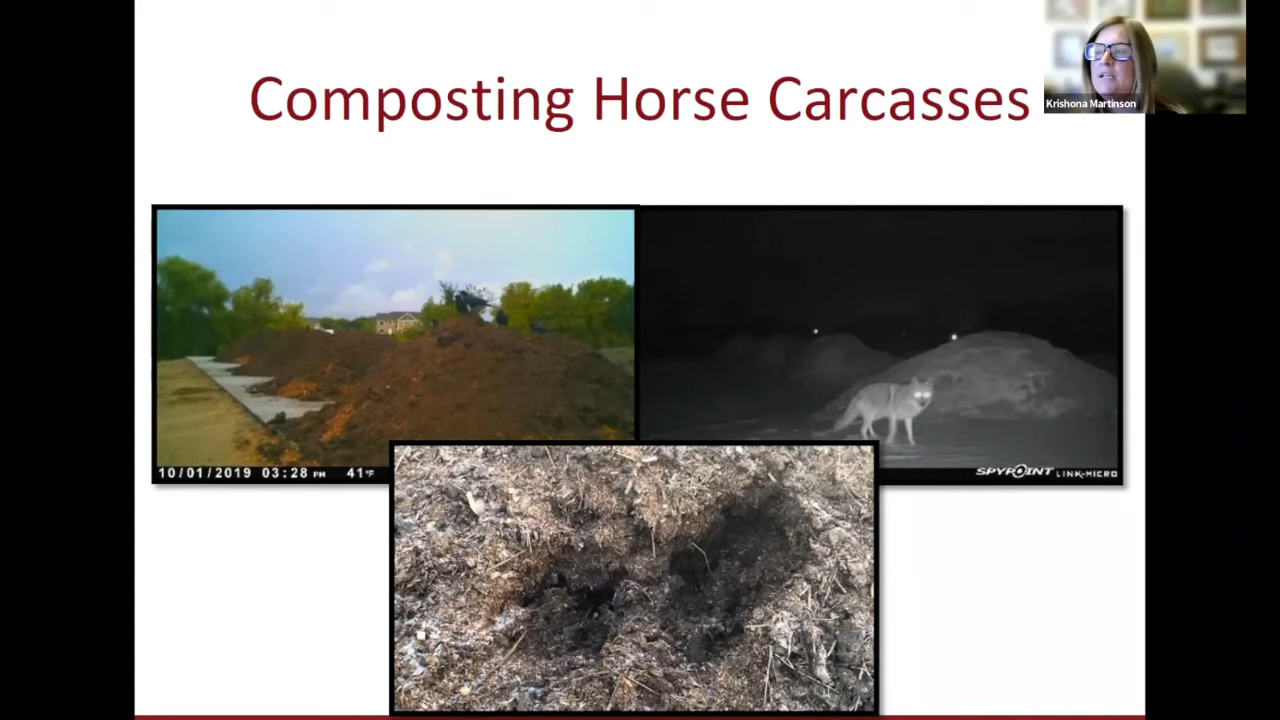 Composting Horse Carcasses
Krishona Martinson
10/01/2019 03:28 PM 41°F
SPYPOINT LINK-MICRO